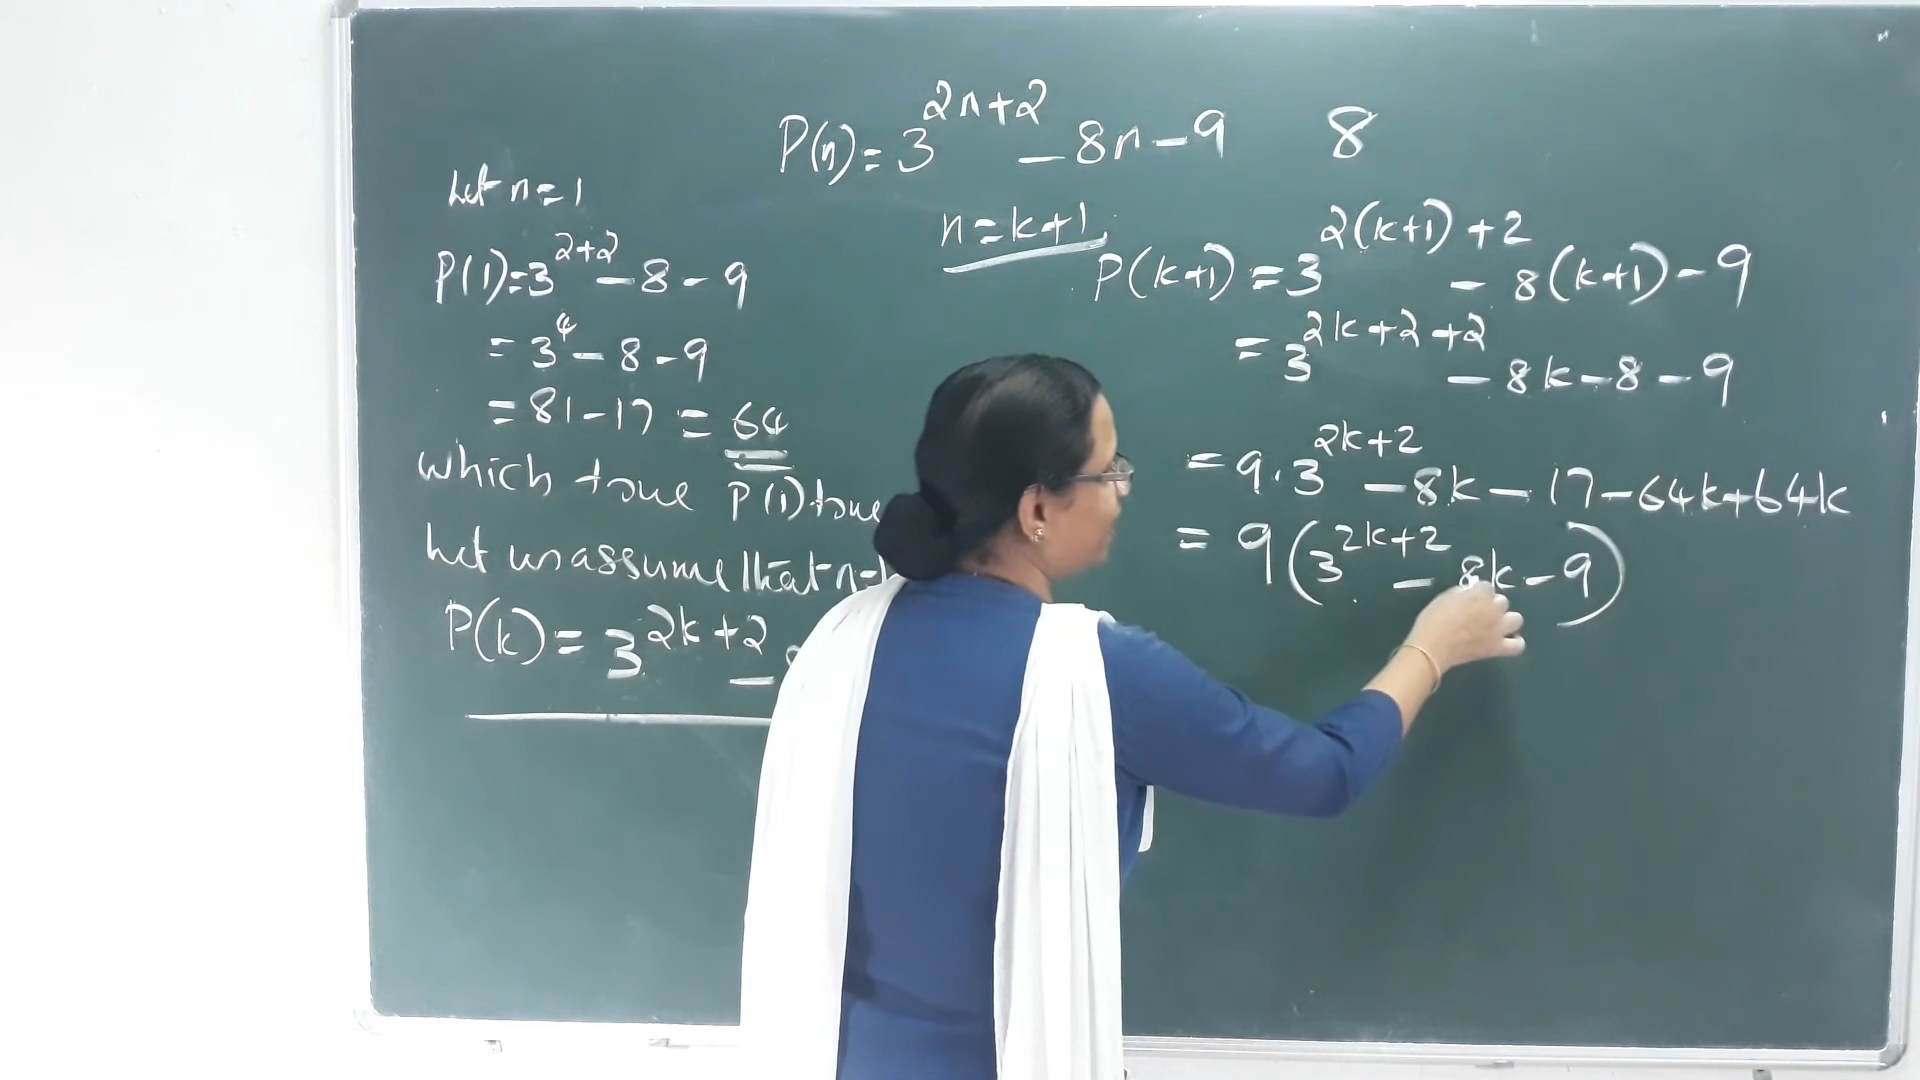 P(n) = 3^{2n+2} - 8n - 9   8
Let n = 1
P(1) = 3^{2+2} - 8 - 9
= 3^4 - 8 - 9
= 81 - 17 = 64
which true P(1) true
Let us assume that n=
P(k) = 3^{2k+2} -
n = k+1
P(k+1) = 3^{2(k+1)+2} - 8(k+1) - 9
= 3^{2k+2+2} - 8k - 8 - 9
= 9.3^{2k+2} - 8k - 17 - 64k + 64k
= 9(3^{2k+2} - 8k - 9)